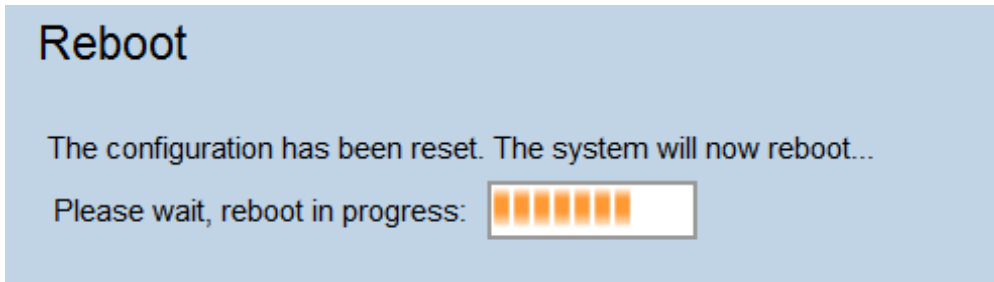 Reboot
The configuration has been reset. The system will now reboot...
Please wait, reboot in progress: